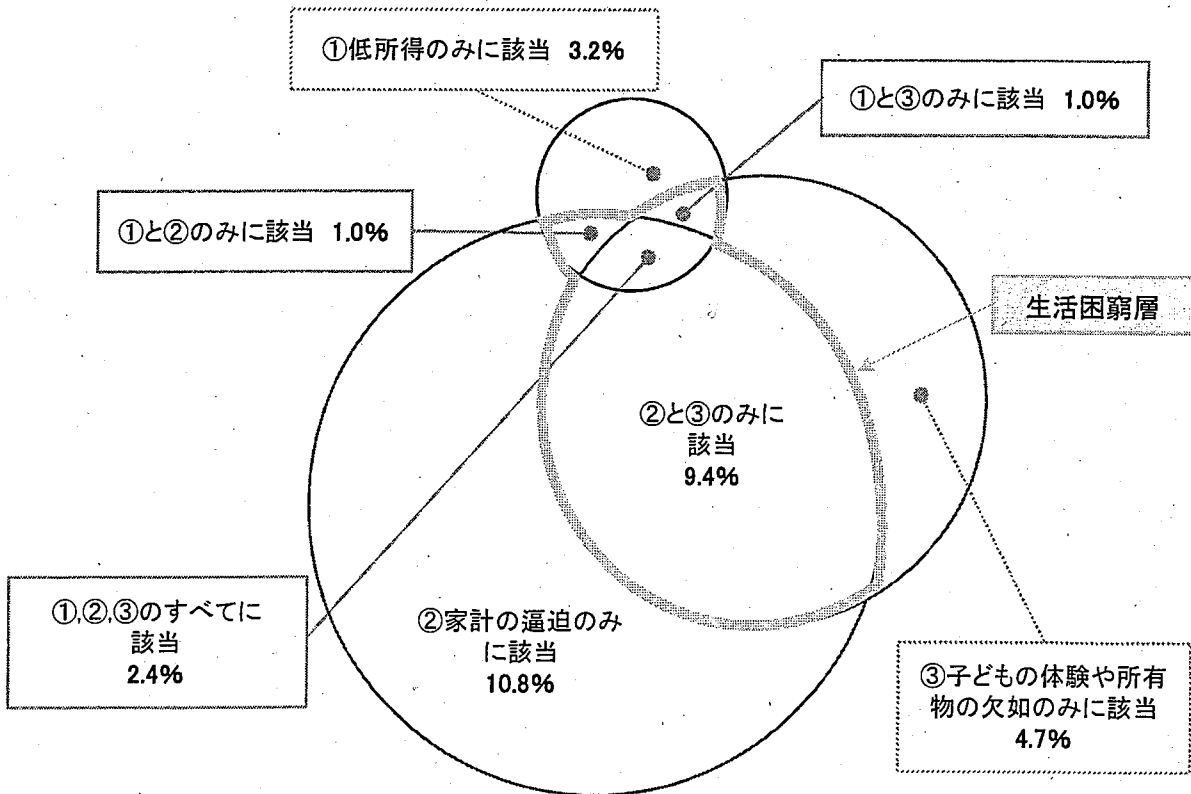 ①低所得のみに該当 3.2%
①と③のみに該当 1.0%
①と②のみに該当 1.0%
生活困窮層
②と③のみに
該当
9.4%
①,②,③のすべてに
該当
2.4%
②家計の逼迫のみ
に該当
10.8%
③子どもの体験や所有
物の欠如のみに該当
4.7%